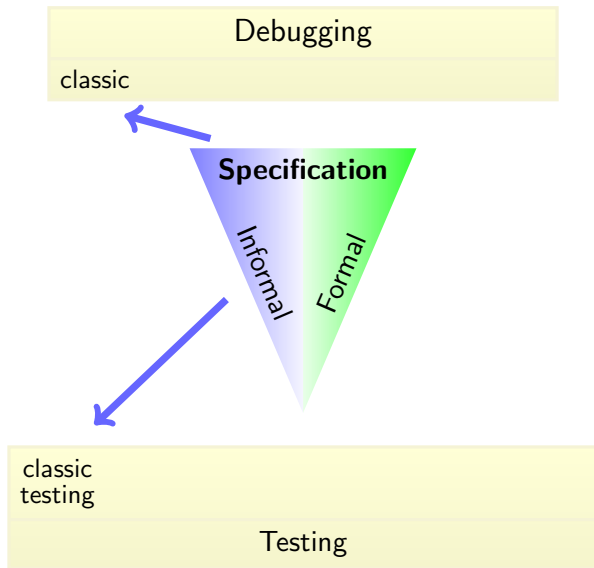 Debugging
classic
Specification
Informal
Formal
classic
testing
Testing